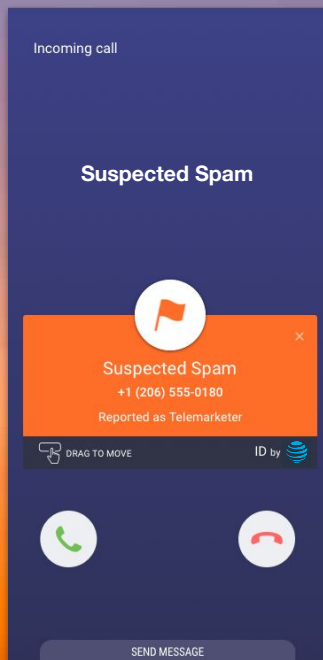 Incoming call
Suspected Spam
Suspected Spam
+1 (206) 555-0180
Reported as Telemarketer
DRAG TO MOVE
ID by
SEND MESSAGE